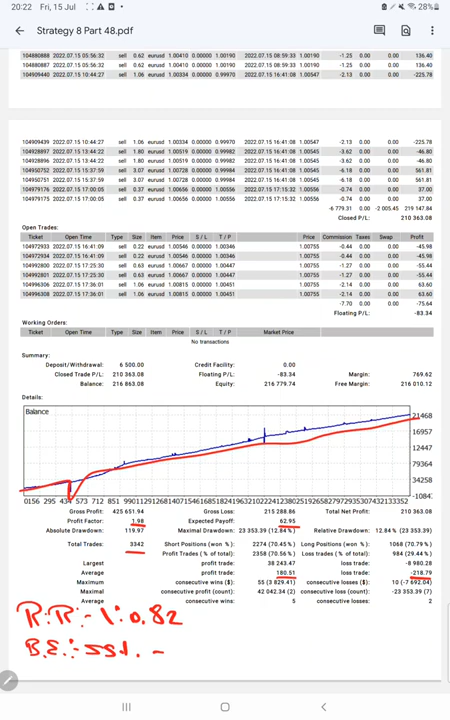 20:22 Fri, 15 Jul
28%
Strategy 8 Part 48.pdf
104880888 2022.07.15 05:56:32 sell 0.62 eurusd 1.00410 0.00000 1.00190 2022.07.15 08:59:33 1.00190 -1.25 0.00 0.00 136.40
104880887 2022.07.15 05:56:32 sell 0.62 eurusd 1.00410 0.00000 1.00190 2022.07.15 08:59:33 1.00190 -1.25 0.00 0.00 136.40
104909440 2022.07.15 10:44:27 sell 1.06 eurusd 1.00334 0.00000 0.99970 2022.07.15 16:41:08 1.00547 -2.13 0.00 0.00 -225.78
104909439 2022.07.15 10:44:27 sell 1.06 eurusd 1.00334 0.00000 0.99970 2022.07.15 16:41:08 1.00547 -2.13 0.00 0.00 -225.78
104928897 2022.07.15 13:44:22 sell 1.80 eurusd 1.00519 0.00000 0.99982 2022.07.15 16:41:08 1.00545 -3.62 0.00 0.00 -46.80
104928896 2022.07.15 13:44:22 sell 1.80 eurusd 1.00519 0.00000 0.99982 2022.07.15 16:41:08 1.00545 -3.62 0.00 0.00 -46.80
104950752 2022.07.15 15:37:59 sell 3.07 eurusd 1.00728 0.00000 0.99984 2022.07.15 16:41:08 1.00545 -6.18 0.00 0.00 561.81
104950751 2022.07.15 15:37:59 sell 3.07 eurusd 1.00728 0.00000 0.99984 2022.07.15 16:41:08 1.00545 -6.18 0.00 0.00 561.81
104979176 2022.07.15 17:00:05 sell 0.37 eurusd 1.00656 0.00000 1.00556 2022.07.15 17:15:32 1.00556 -0.74 0.00 0.00 37.00
104979175 2022.07.15 17:00:05 sell 0.37 eurusd 1.00656 0.00000 1.00556 2022.07.15 17:15:32 1.00556 -0.74 0.00 0.00 37.00
-6 779.31 0.00 -2 005.45 219 147.84
Closed P/L: 210 363.08
Open Trades:
Ticket Open Time Type Size Item Price S / L T / P Price Commission Taxes Swap Profit
104972933 2022.07.15 16:41:09 sell 0.22 eurusd 1.00546 0.00000 1.00346 1.00755 -0.44 0.00 0.00 -45.98
104972934 2022.07.15 16:41:09 sell 0.22 eurusd 1.00546 0.00000 1.00346 1.00755 -0.44 0.00 0.00 -45.98
104992800 2022.07.15 17:25:30 sell 0.63 eurusd 1.00667 0.00000 1.00447 1.00755 -1.27 0.00 0.00 -55.44
104992801 2022.07.15 17:25:30 sell 0.63 eurusd 1.00667 0.00000 1.00447 1.00755 -1.27 0.00 0.00 -55.44
104996306 2022.07.15 17:36:01 sell 1.06 eurusd 1.00815 0.00000 1.00451 1.00755 -2.14 0.00 0.00 63.60
104996308 2022.07.15 17:36:01 sell 1.06 eurusd 1.00815 0.00000 1.00451 1.00755 -2.14 0.00 0.00 63.60
-7.70 0.00 0.00 -75.64
Floating P/L: -83.34
Working Orders:
Ticket Open Time Type Size Item Price S / L T / P Market Price
No transactions
Summary:
Deposit/Withdrawal: 6 500.00 Credit Facility: 0.00
Closed Trade P/L: 210 363.08 Floating P/L: -83.34 Margin: 769.62
Balance: 216 863.08 Equity: 216 779.74 Free Margin: 216 010.12
Details:
Balance
21468
16957
12447
79364
34258
-1084
0156 295 434 573 712 851 9901129126814071546168518241963210222412380251926582797293530743213352
Gross Profit: 425 651.94 Gross Loss: 215 288.86 Total Net Profit: 210 363.08
Profit Factor: 1.98 Expected Payoff: 62.95
Absolute Drawdown: 119.97 Maximal Drawdown: 23 353.39 (12.84 %) Relative Drawdown: 12.84 % (23 353.39)
Total Trades: 3342 Short Positions (won %): 2274 (70.45 %) Long Positions (won %): 1068 (70.79 %)
Profit Trades (% of total): 2358 (70.56 %) Loss trades (% of total): 984 (29.44 %)
Largest profit trade: 38 243.47 loss trade: -8 980.28
Average profit trade: 180.51 loss trade: -218.79
Maximum consecutive wins ($): 55 (3 829.41) consecutive losses ($): 10 (-7 692.04)
Maximal consecutive profit (count): 42 042.34 (2) consecutive loss (count): -23 353.39 (7)
Average consecutive wins: 5 consecutive losses: 2
R:R:- 1:0.82
B.E.:- 551. -